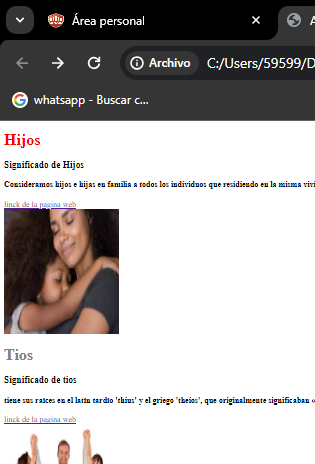 Área personal
Archivo
C:/Users/59599/D
whatsapp - Buscar c...
Hijos
Significado de Hijos
Consideramos hijos e hijas en familia a todos los individuos que residiendo en la misma vivi
linck de la pagina web
Tios
Significado de tios
tiene sus raíces en el latín tardío 'thius' y el griego 'theios', que originalmente significaban «
linck de la pagina web